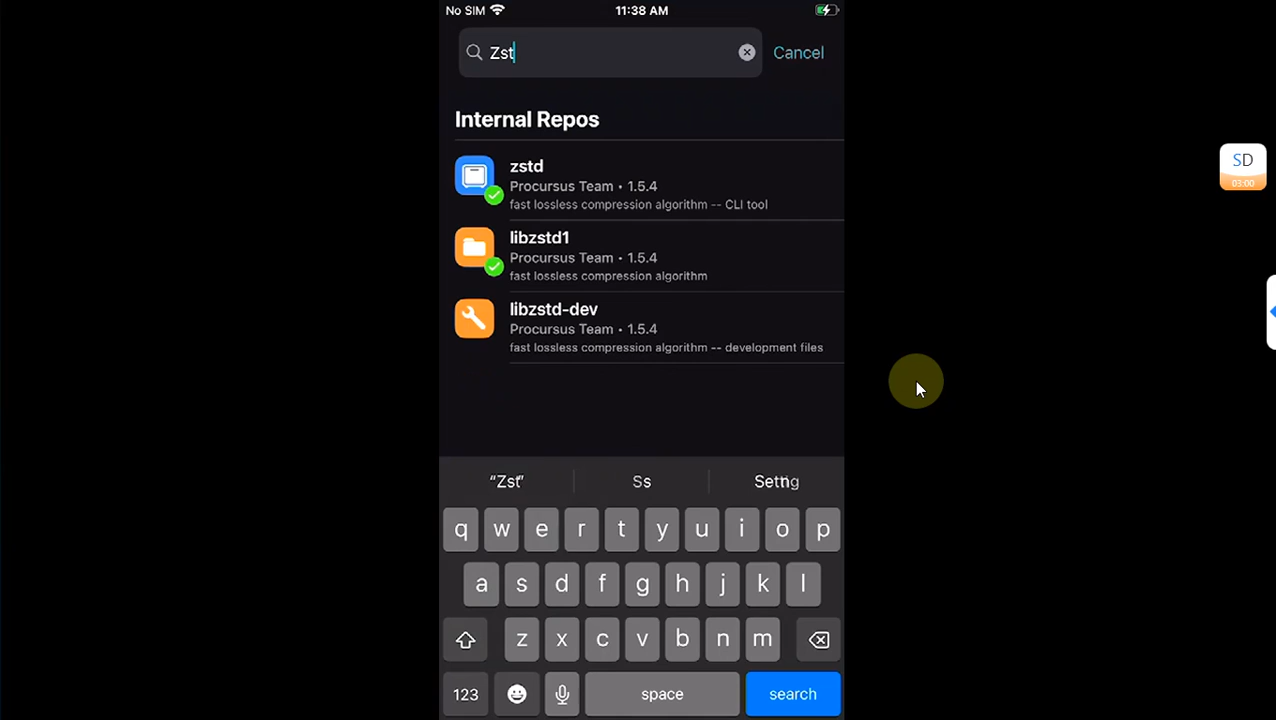 No SIM 11:38 AM
Zst
Cancel
SD
03:00
Internal Repos
zstd
Procursus Team • 1.5.4
fast lossless compression algorithm -- CLI tool
libzstd1
Procursus Team • 1.5.4
fast lossless compression algorithm
libzstd-dev
Procursus Team • 1.5.4
fast lossless compression algorithm -- development files
“Zst” Ss
q w e r t y u i o p
a s d f g h j k l
z x c v b n m
123 space search